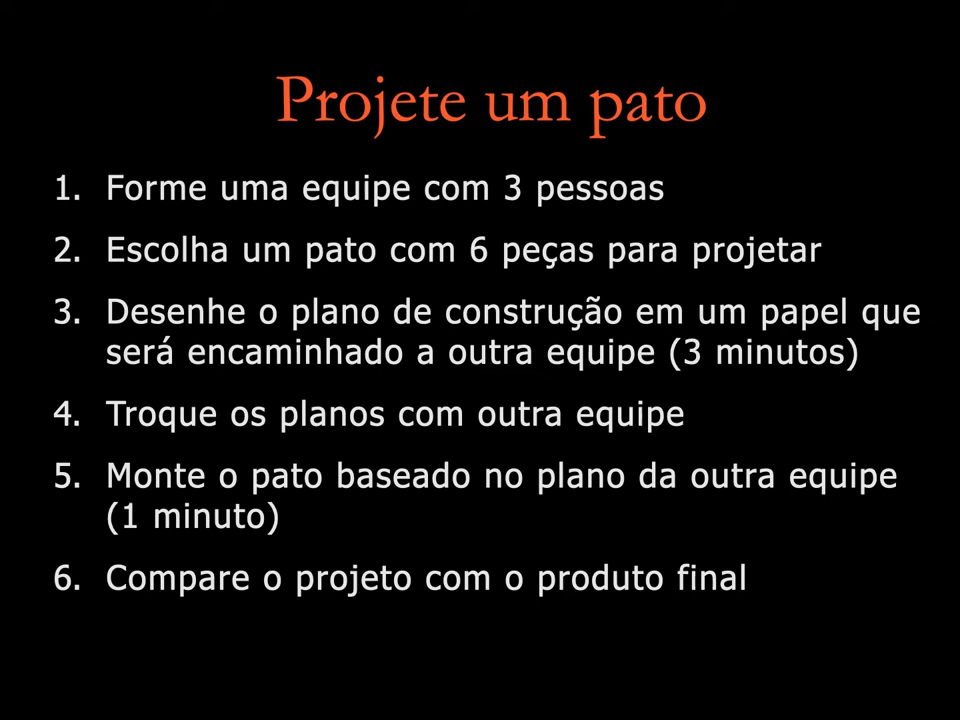 Projete um pato
1. Forme uma equipe com 3 pessoas
2. Escolha um pato com 6 peças para projetar
3. Desenhe o plano de construção em um papel que
será encaminhado a outra equipe (3 minutos)
4. Troque os planos com outra equipe
5. Monte o pato baseado no plano da outra equipe
(1 minuto)
6. Compare o projeto com o produto final